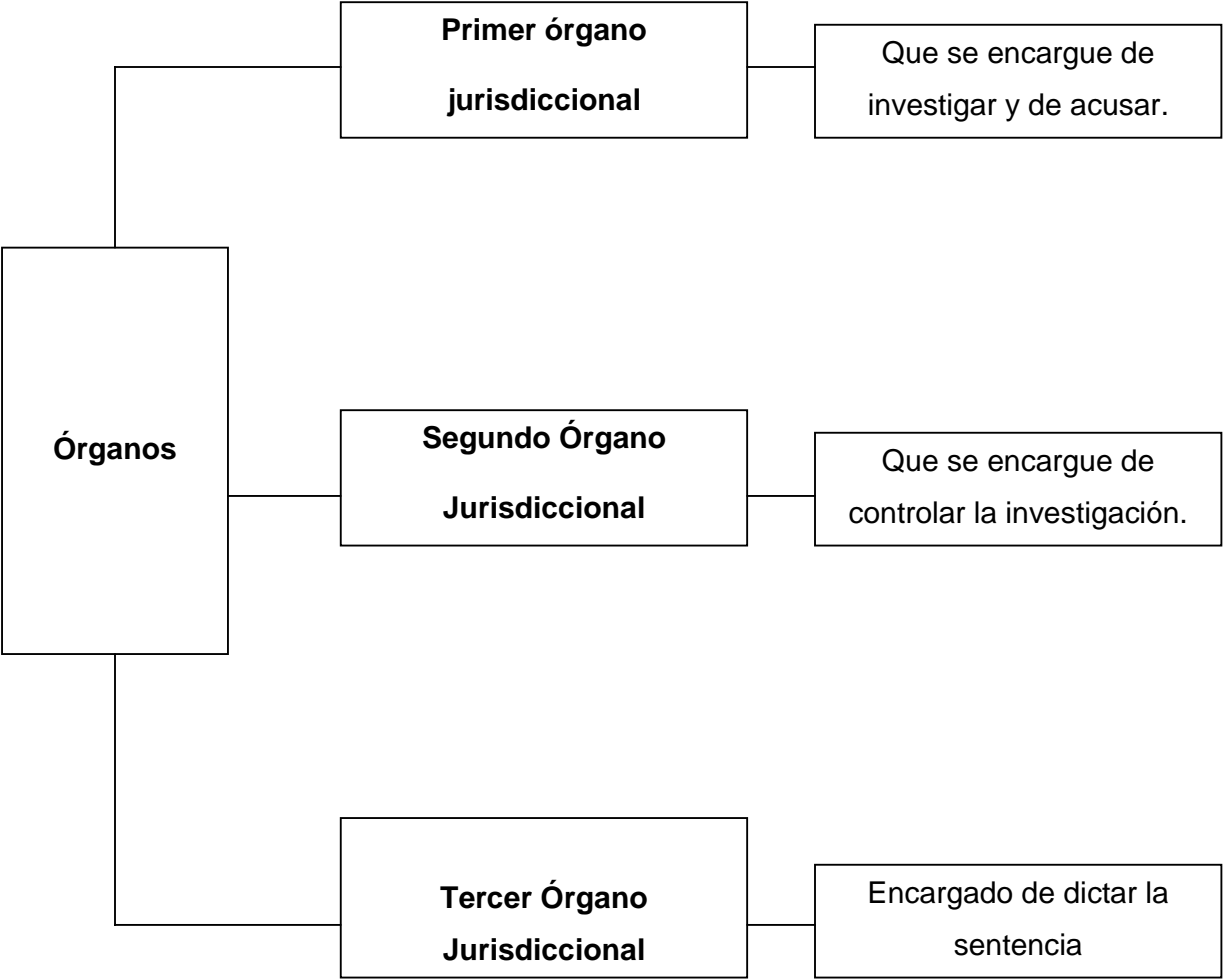 Primer órgano
jurisdiccional
Que se encargue de
investigar y de acusar.
Órganos
Segundo Órgano
Jurisdiccional
Que se encargue de
controlar la investigación.
Tercer Órgano
Jurisdiccional
Encargado de dictar la
sentencia